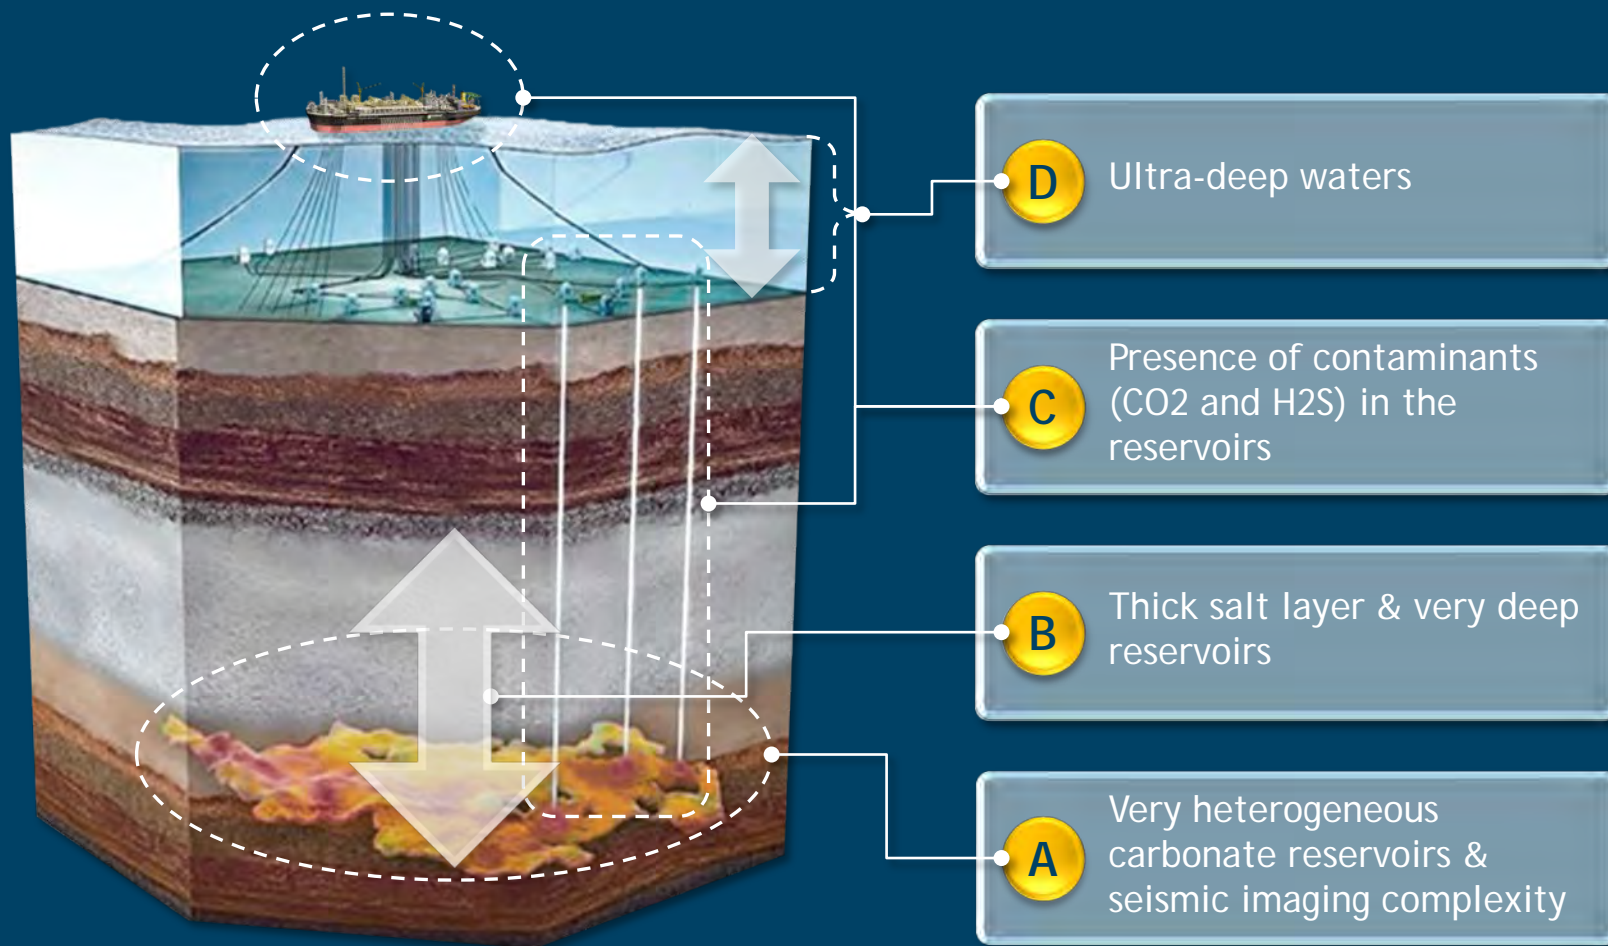 D
Ultra-deep waters
C
Presence of contaminants
(CO2 and H2S) in the
reservoirs
B
Thick salt layer & very deep
reservoirs
A
Very heterogeneous
carbonate reservoirs &
seismic imaging complexity